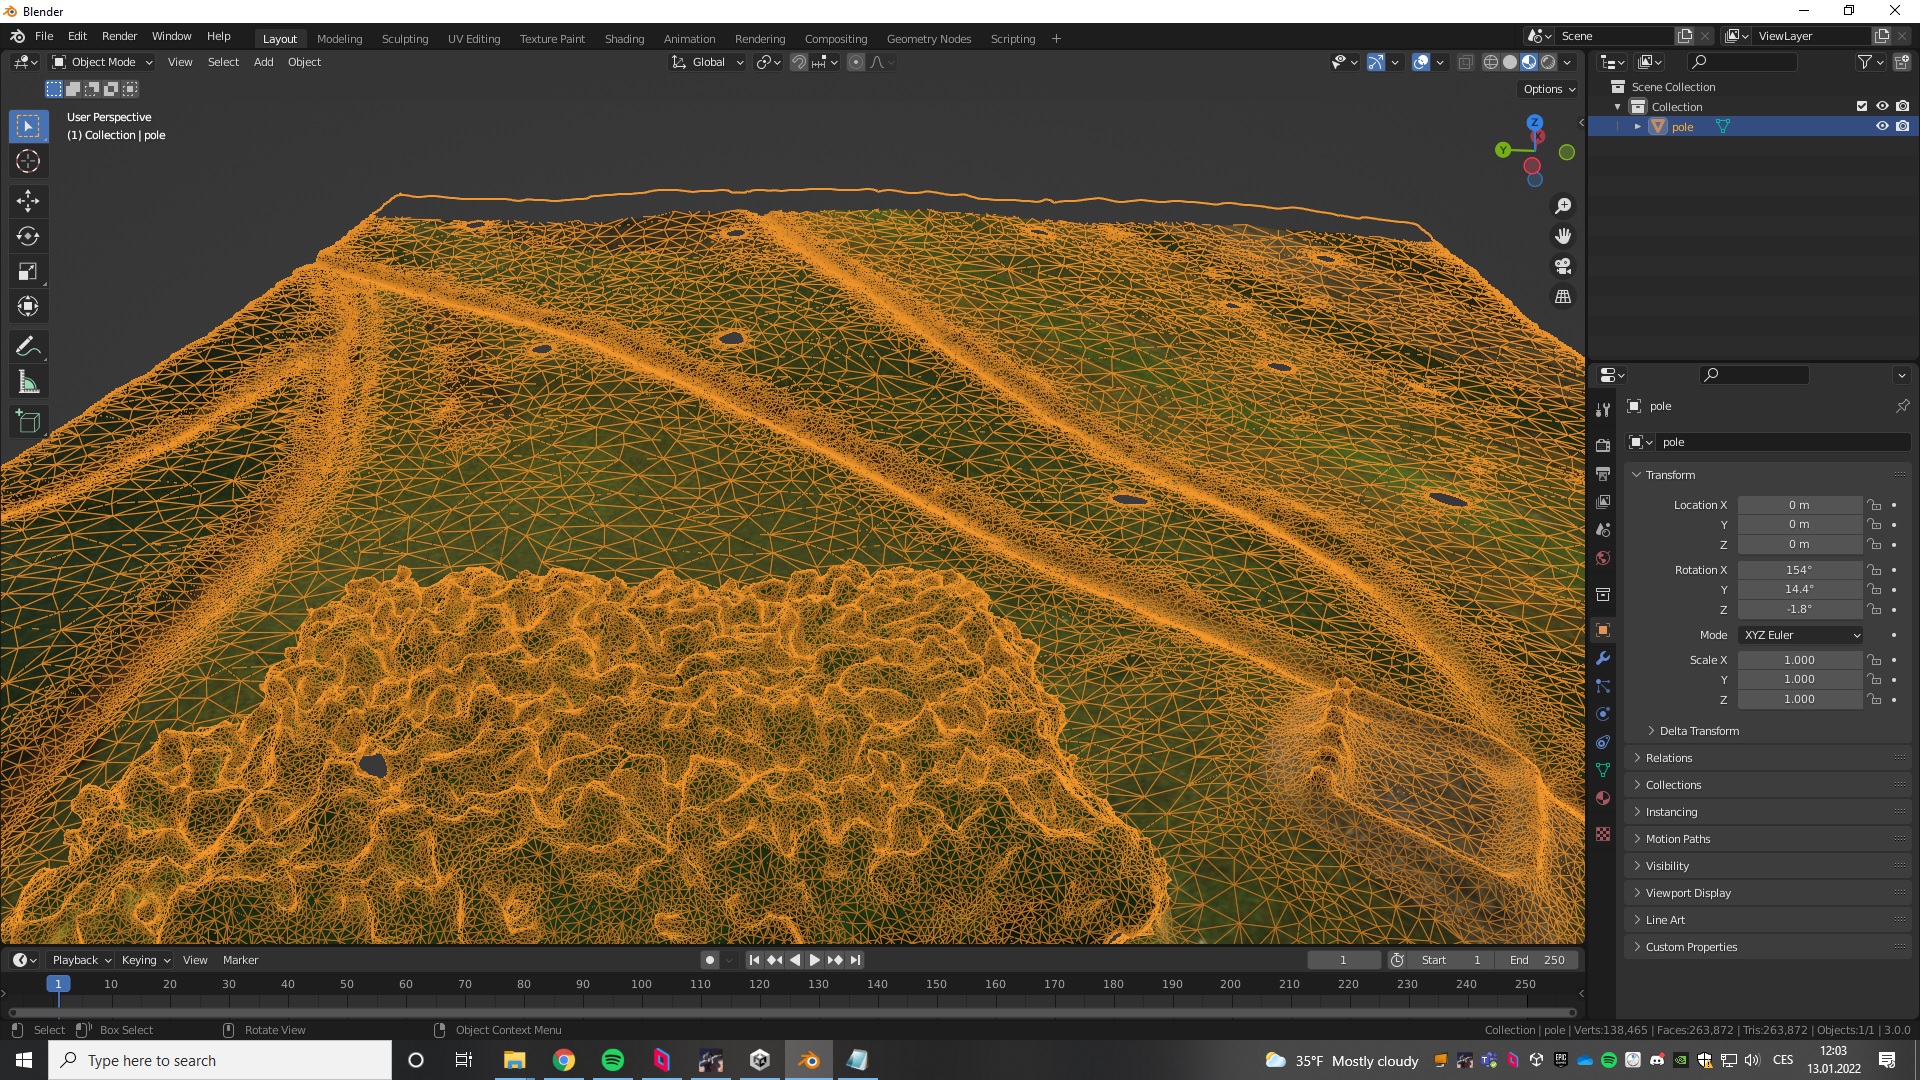 Blender
File Edit Render Window Help
Layout Modeling Sculpting UV Editing Texture Paint Shading Animation Rendering Compositing Geometry Nodes Scripting +
Scene
ViewLayer
Object Mode View Select Add Object
Global
Options
User Perspective
(1) Collection | pole
Z
X
Y
Scene Collection
Collection
pole
pole
pole
Transform
Location X 0 m
Y 0 m
Z 0 m
Rotation X 154°
Y 14.4°
Z -1.8°
Mode XYZ Euler
Scale X 1.000
Y 1.000
Z 1.000
Delta Transform
Relations
Collections
Instancing
Motion Paths
Visibility
Viewport Display
Line Art
Custom Properties
Playback Keying View Marker
1 Start 1 End 250
1 10 20 30 40 50 60 70 80 90 100 110 120 130 140 150 160 170 180 190 200 210 220 230 240 250
Select Box Select Rotate View Object Context Menu
Collection | pole | Verts:138,465 | Faces:263,872 | Tris:263,872 | Objects:1/1 | 3.0.0
Type here to search
35°F Mostly cloudy
CES
12:03
13.01.2022